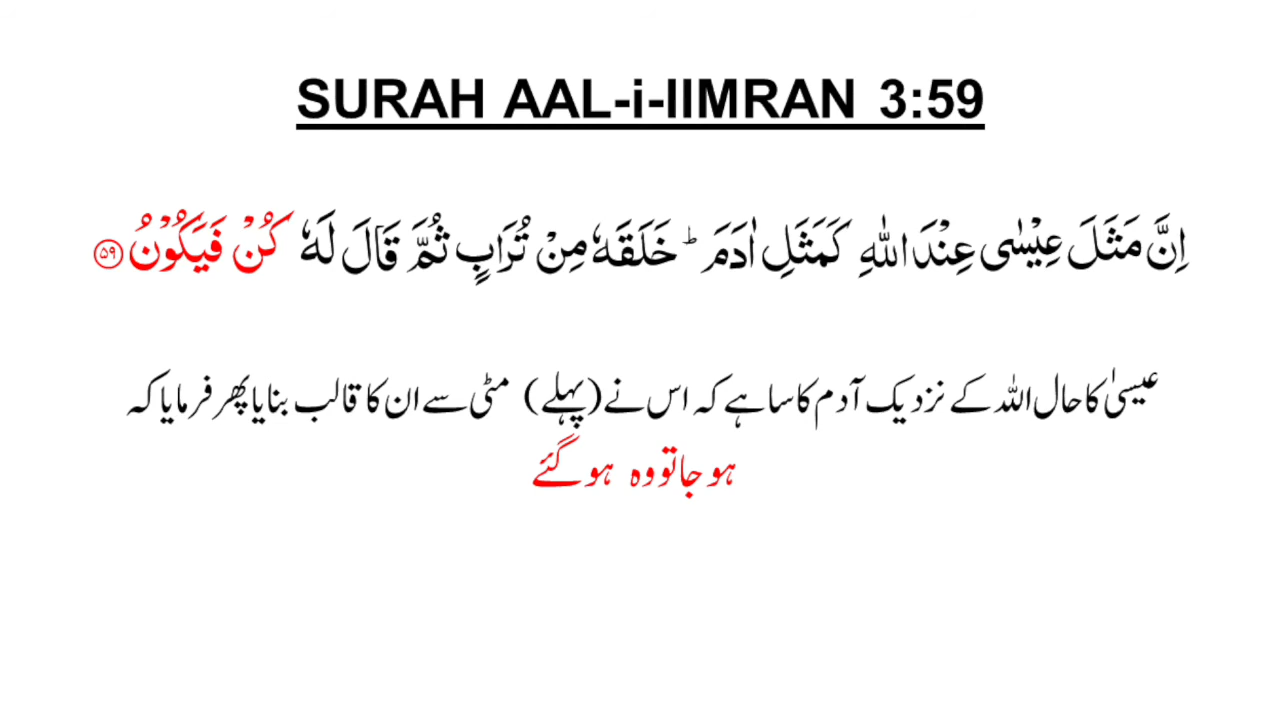 SURAH AAL-i-IIMRAN 3:59
اِنَّ مَثَلَ عِيْسٰى عِنْدَ اللّٰهِ كَمَثَلِ اٰدَمَ ؕ خَلَقَهٗ مِنْ تُرَابٍ ثُمَّ قَالَ لَهٗ كُنْ فَيَكُوْنُ ۝۵۹
عیسیٰ کا حال اللہ کے نزدیک آدم کا سا ہے کہ اس نے (پہلے) مٹی سے ان کا قالب بنایا پھر فرمایا کہ
ہو جا تو وہ ہو گئے